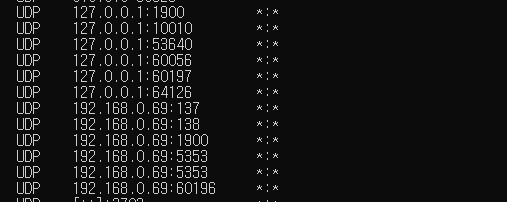 UDP 127.0.0.1:1900 *:*
UDP 127.0.0.1:10010 *:*
UDP 127.0.0.1:53640 *:*
UDP 127.0.0.1:60056 *:*
UDP 127.0.0.1:60197 *:*
UDP 127.0.0.1:64126 *:*
UDP 192.168.0.69:137 *:*
UDP 192.168.0.69:138 *:*
UDP 192.168.0.69:1900 *:*
UDP 192.168.0.69:5353 *:*
UDP 192.168.0.69:5353 *:*
UDP 192.168.0.69:60196 *:*